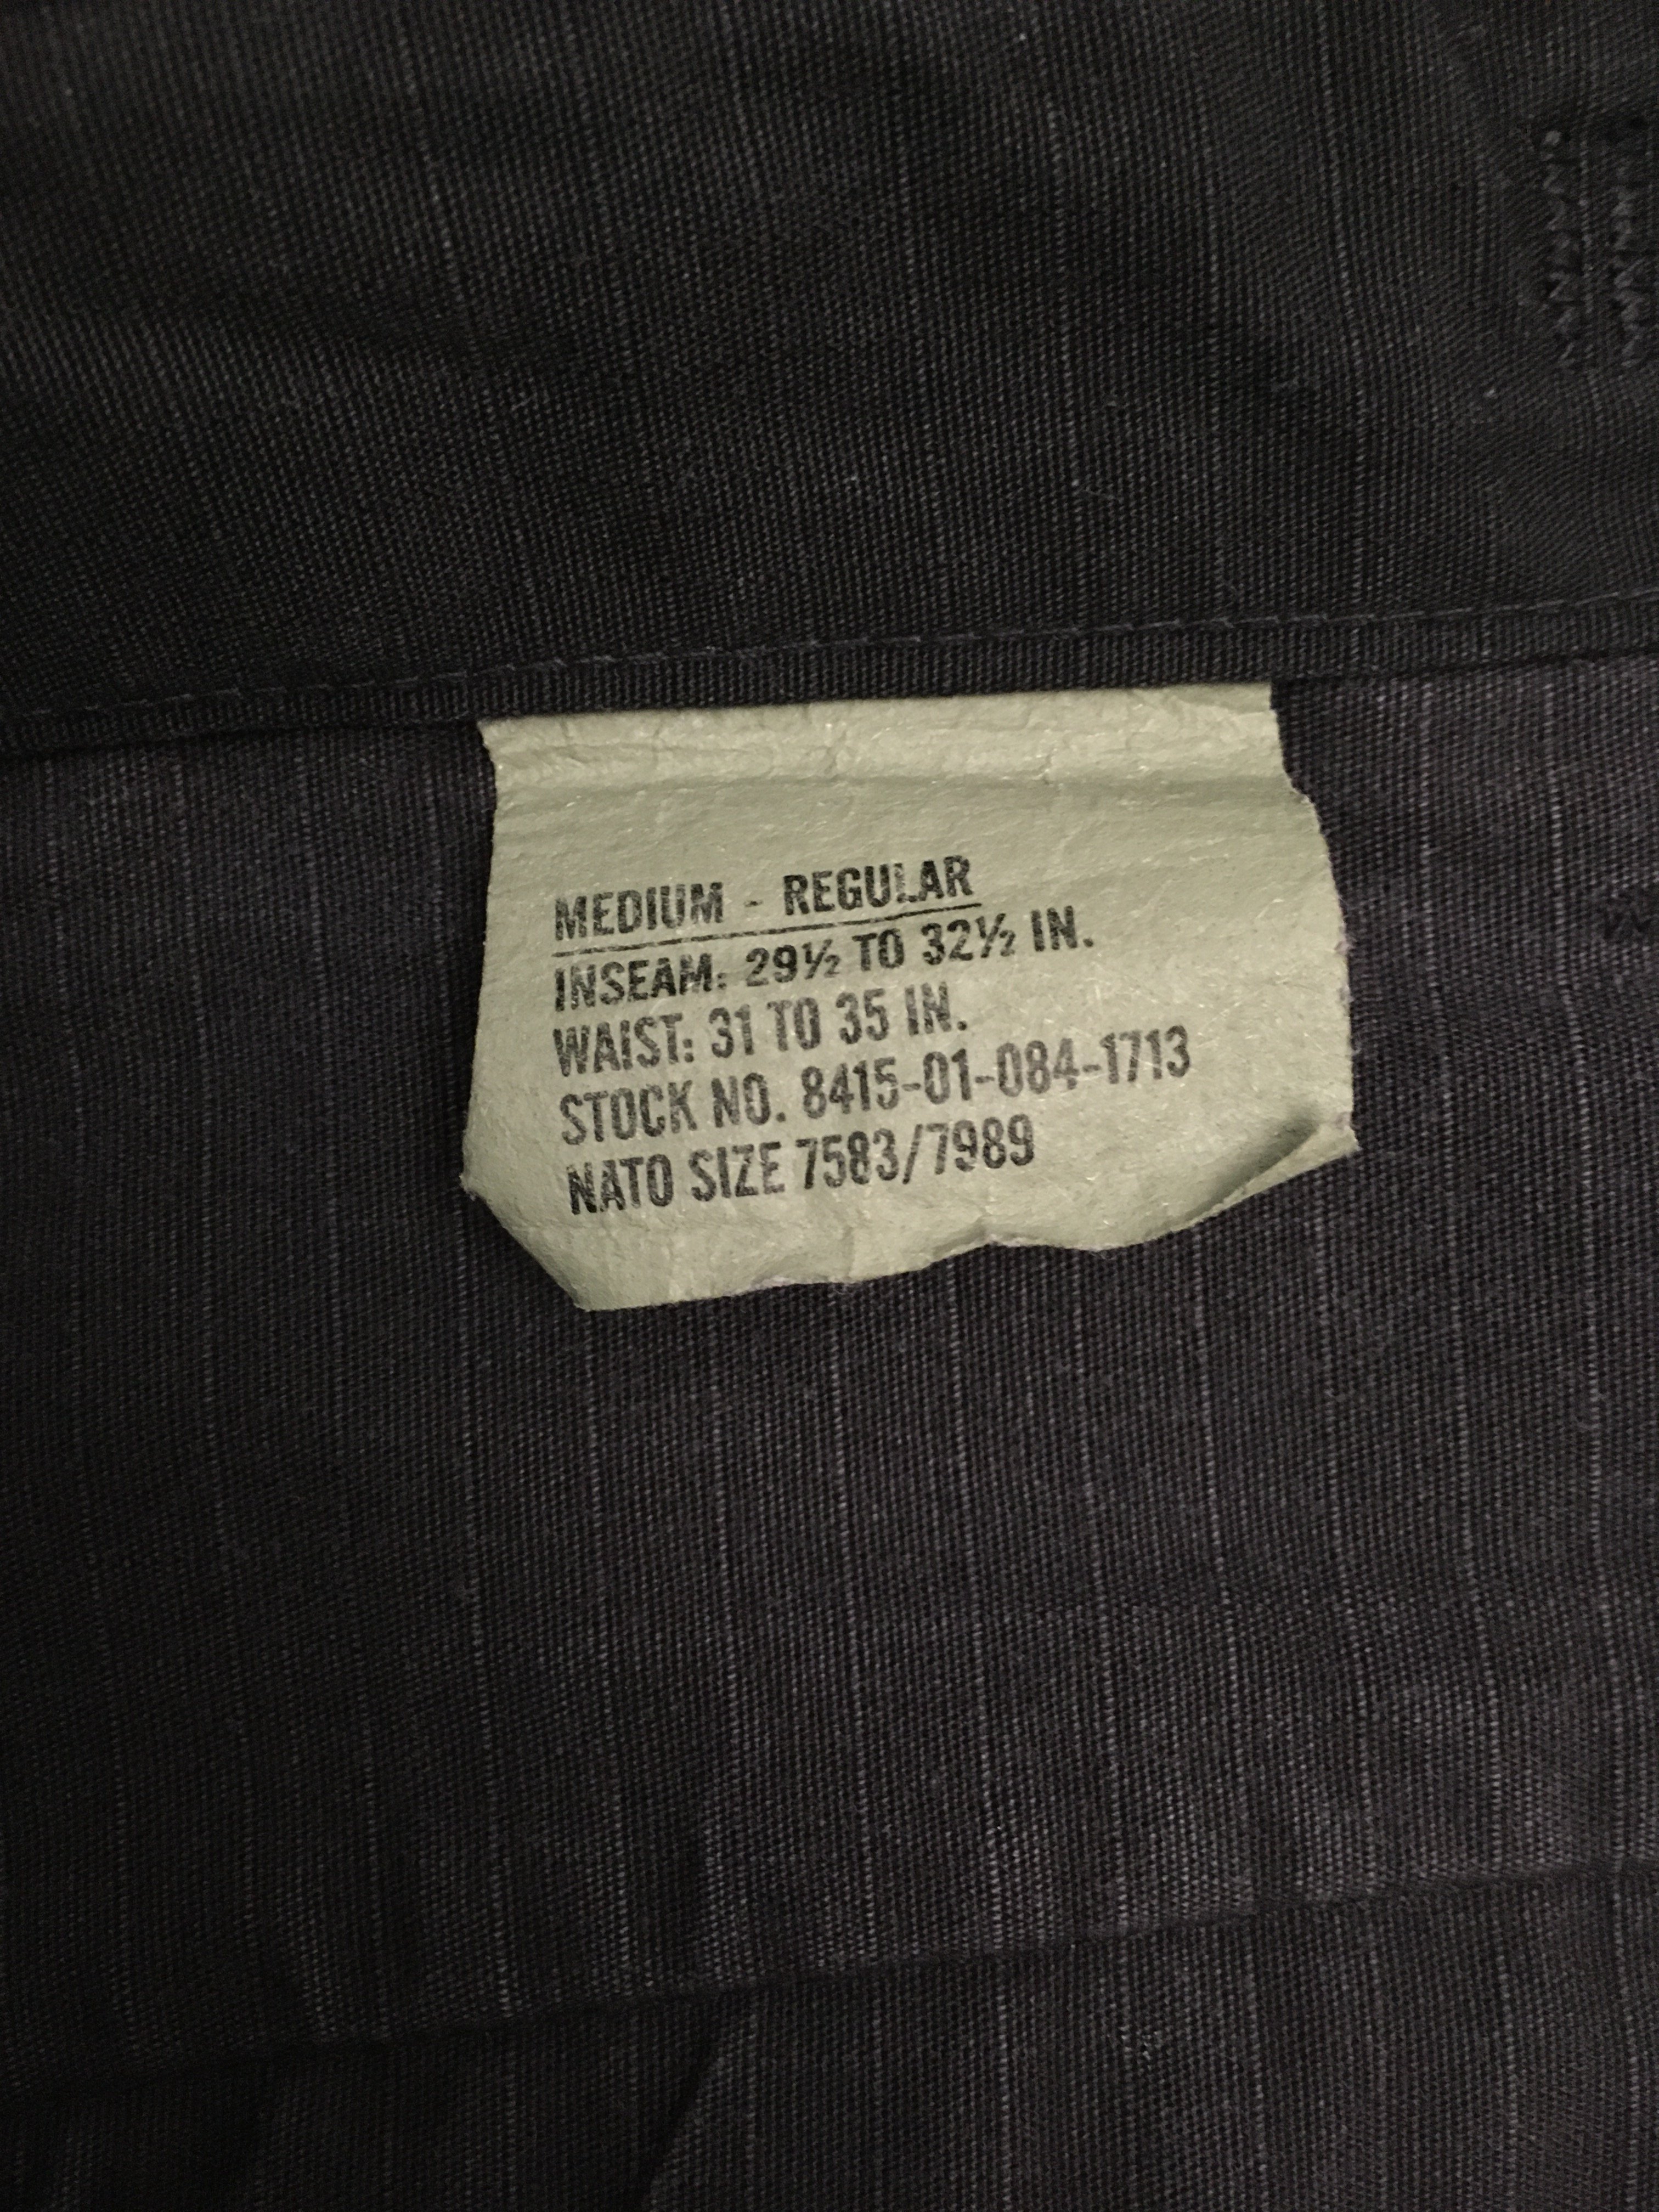 MEDIUM - REGULAR
INSEAM: 29½ TO 32½ IN.
WAIST: 31 TO 35 IN.
STOCK NO. 8415-01-084-1713
NATO SIZE 7583/7989